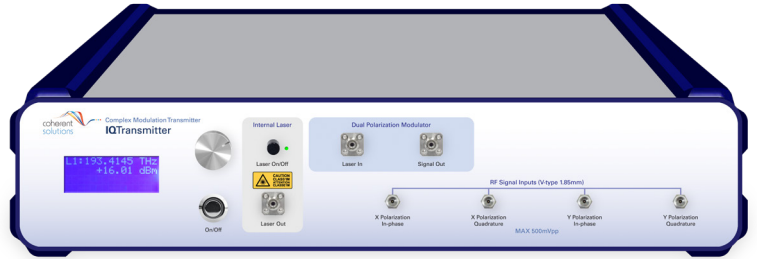 coherent
solutions
Complex Modulation Transmitter
IQTransmitter
L1:193.4145 THz
+16.01 dBm
On/Off
Internal Laser
Laser On/Off
CAUTION
Laser Out
Dual Polarization Modulator
Laser In
Signal Out
RF Signal Inputs (V-type 1.85mm)
X Polarization
In-phase
X Polarization
Quadrature
Y Polarization
In-phase
Y Polarization
Quadrature
MAX 500mVpp